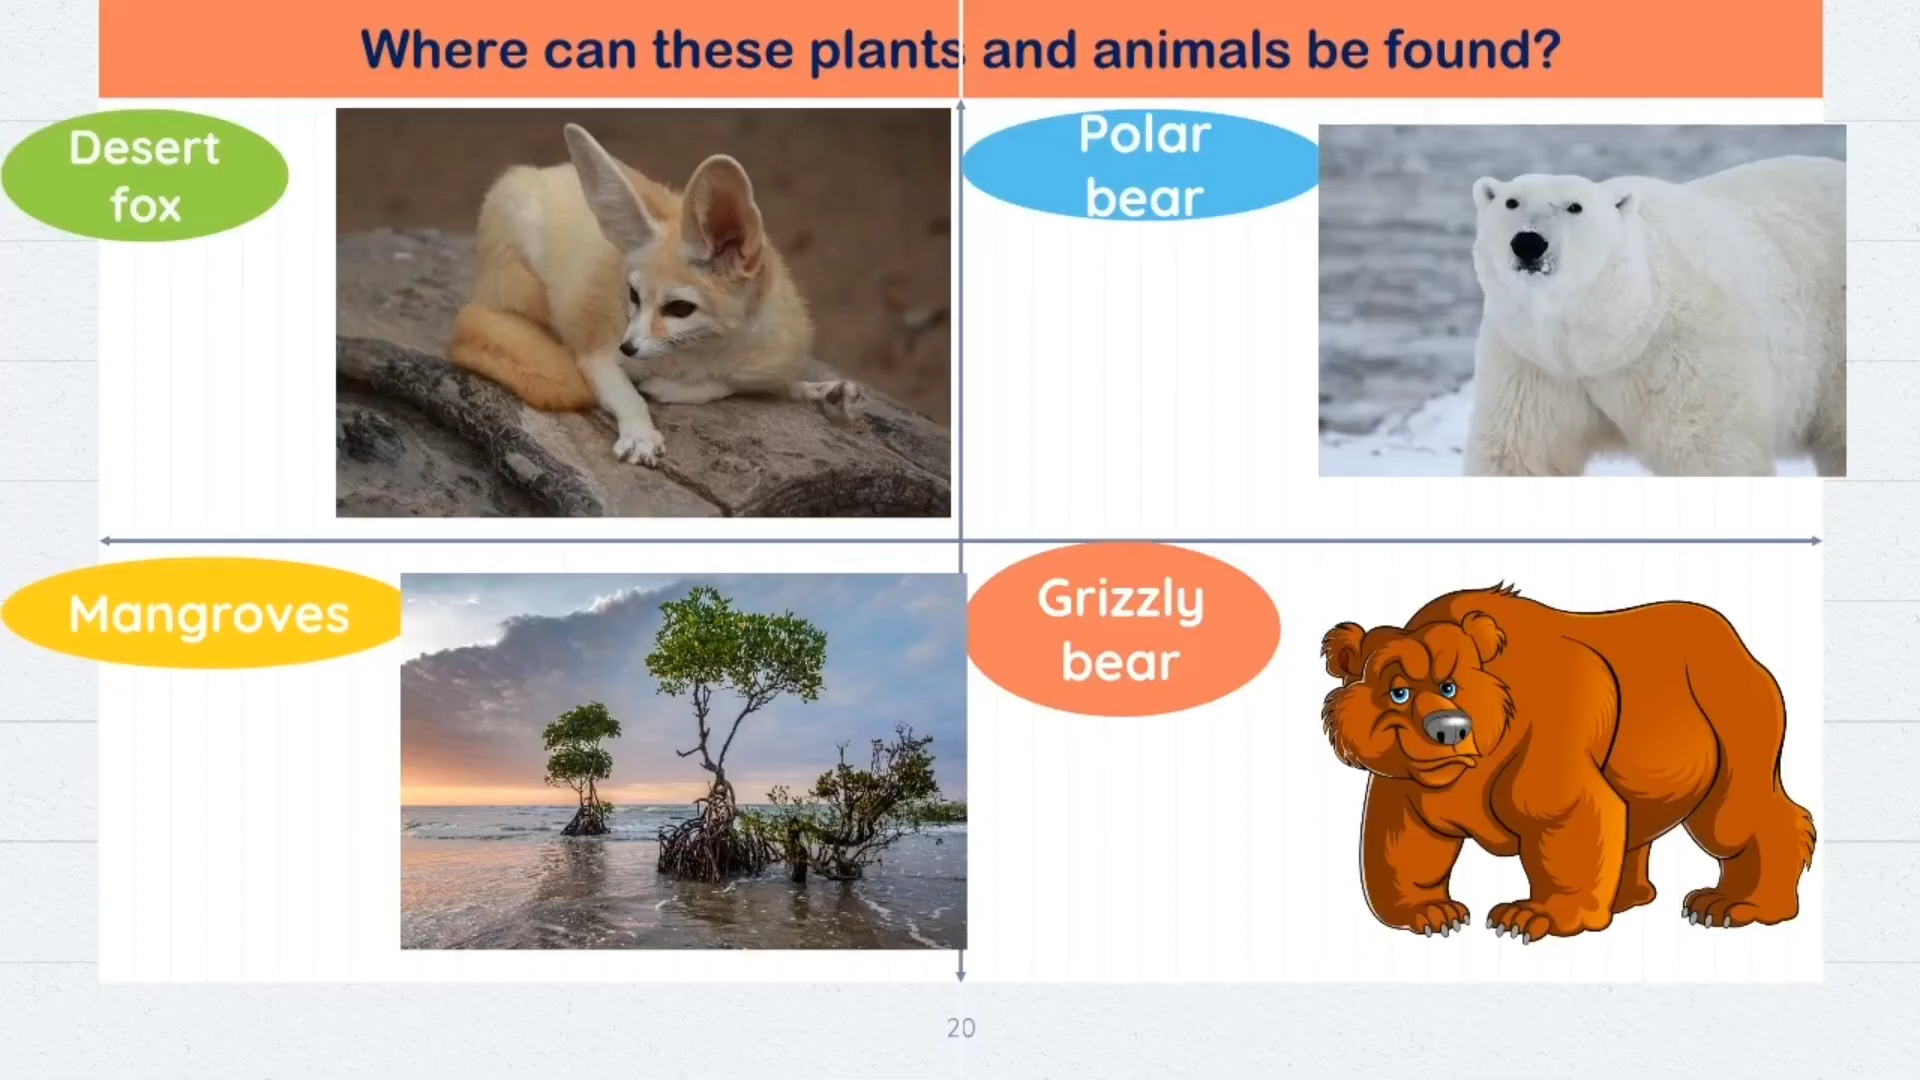 Where can these plants and animals be found?
Desert
fox
Polar
bear
Mangroves
Grizzly
bear
20